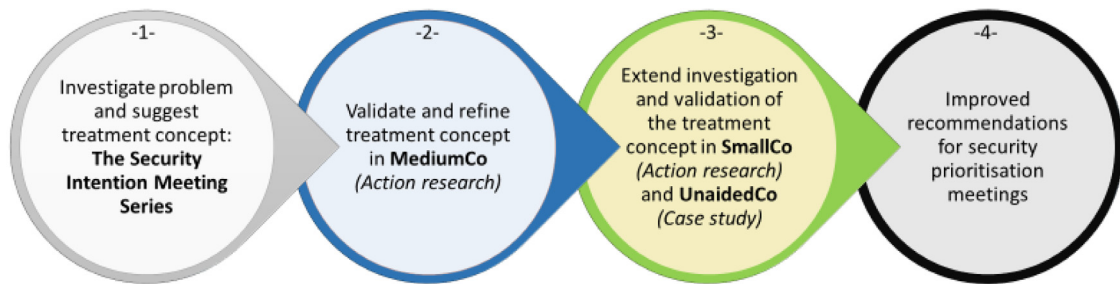 -1-
Investigate problem
and suggest
treatment concept:
The Security
Intention Meeting
Series
-2-
Validate and refine
treatment concept
in MediumCo
(Action research)
-3-
Extend investigation
and validation of
the treatment
concept in SmallCo
(Action research)
and UnaidedCo
(Case study)
-4-
Improved
recommendations
for security
prioritisation
meetings